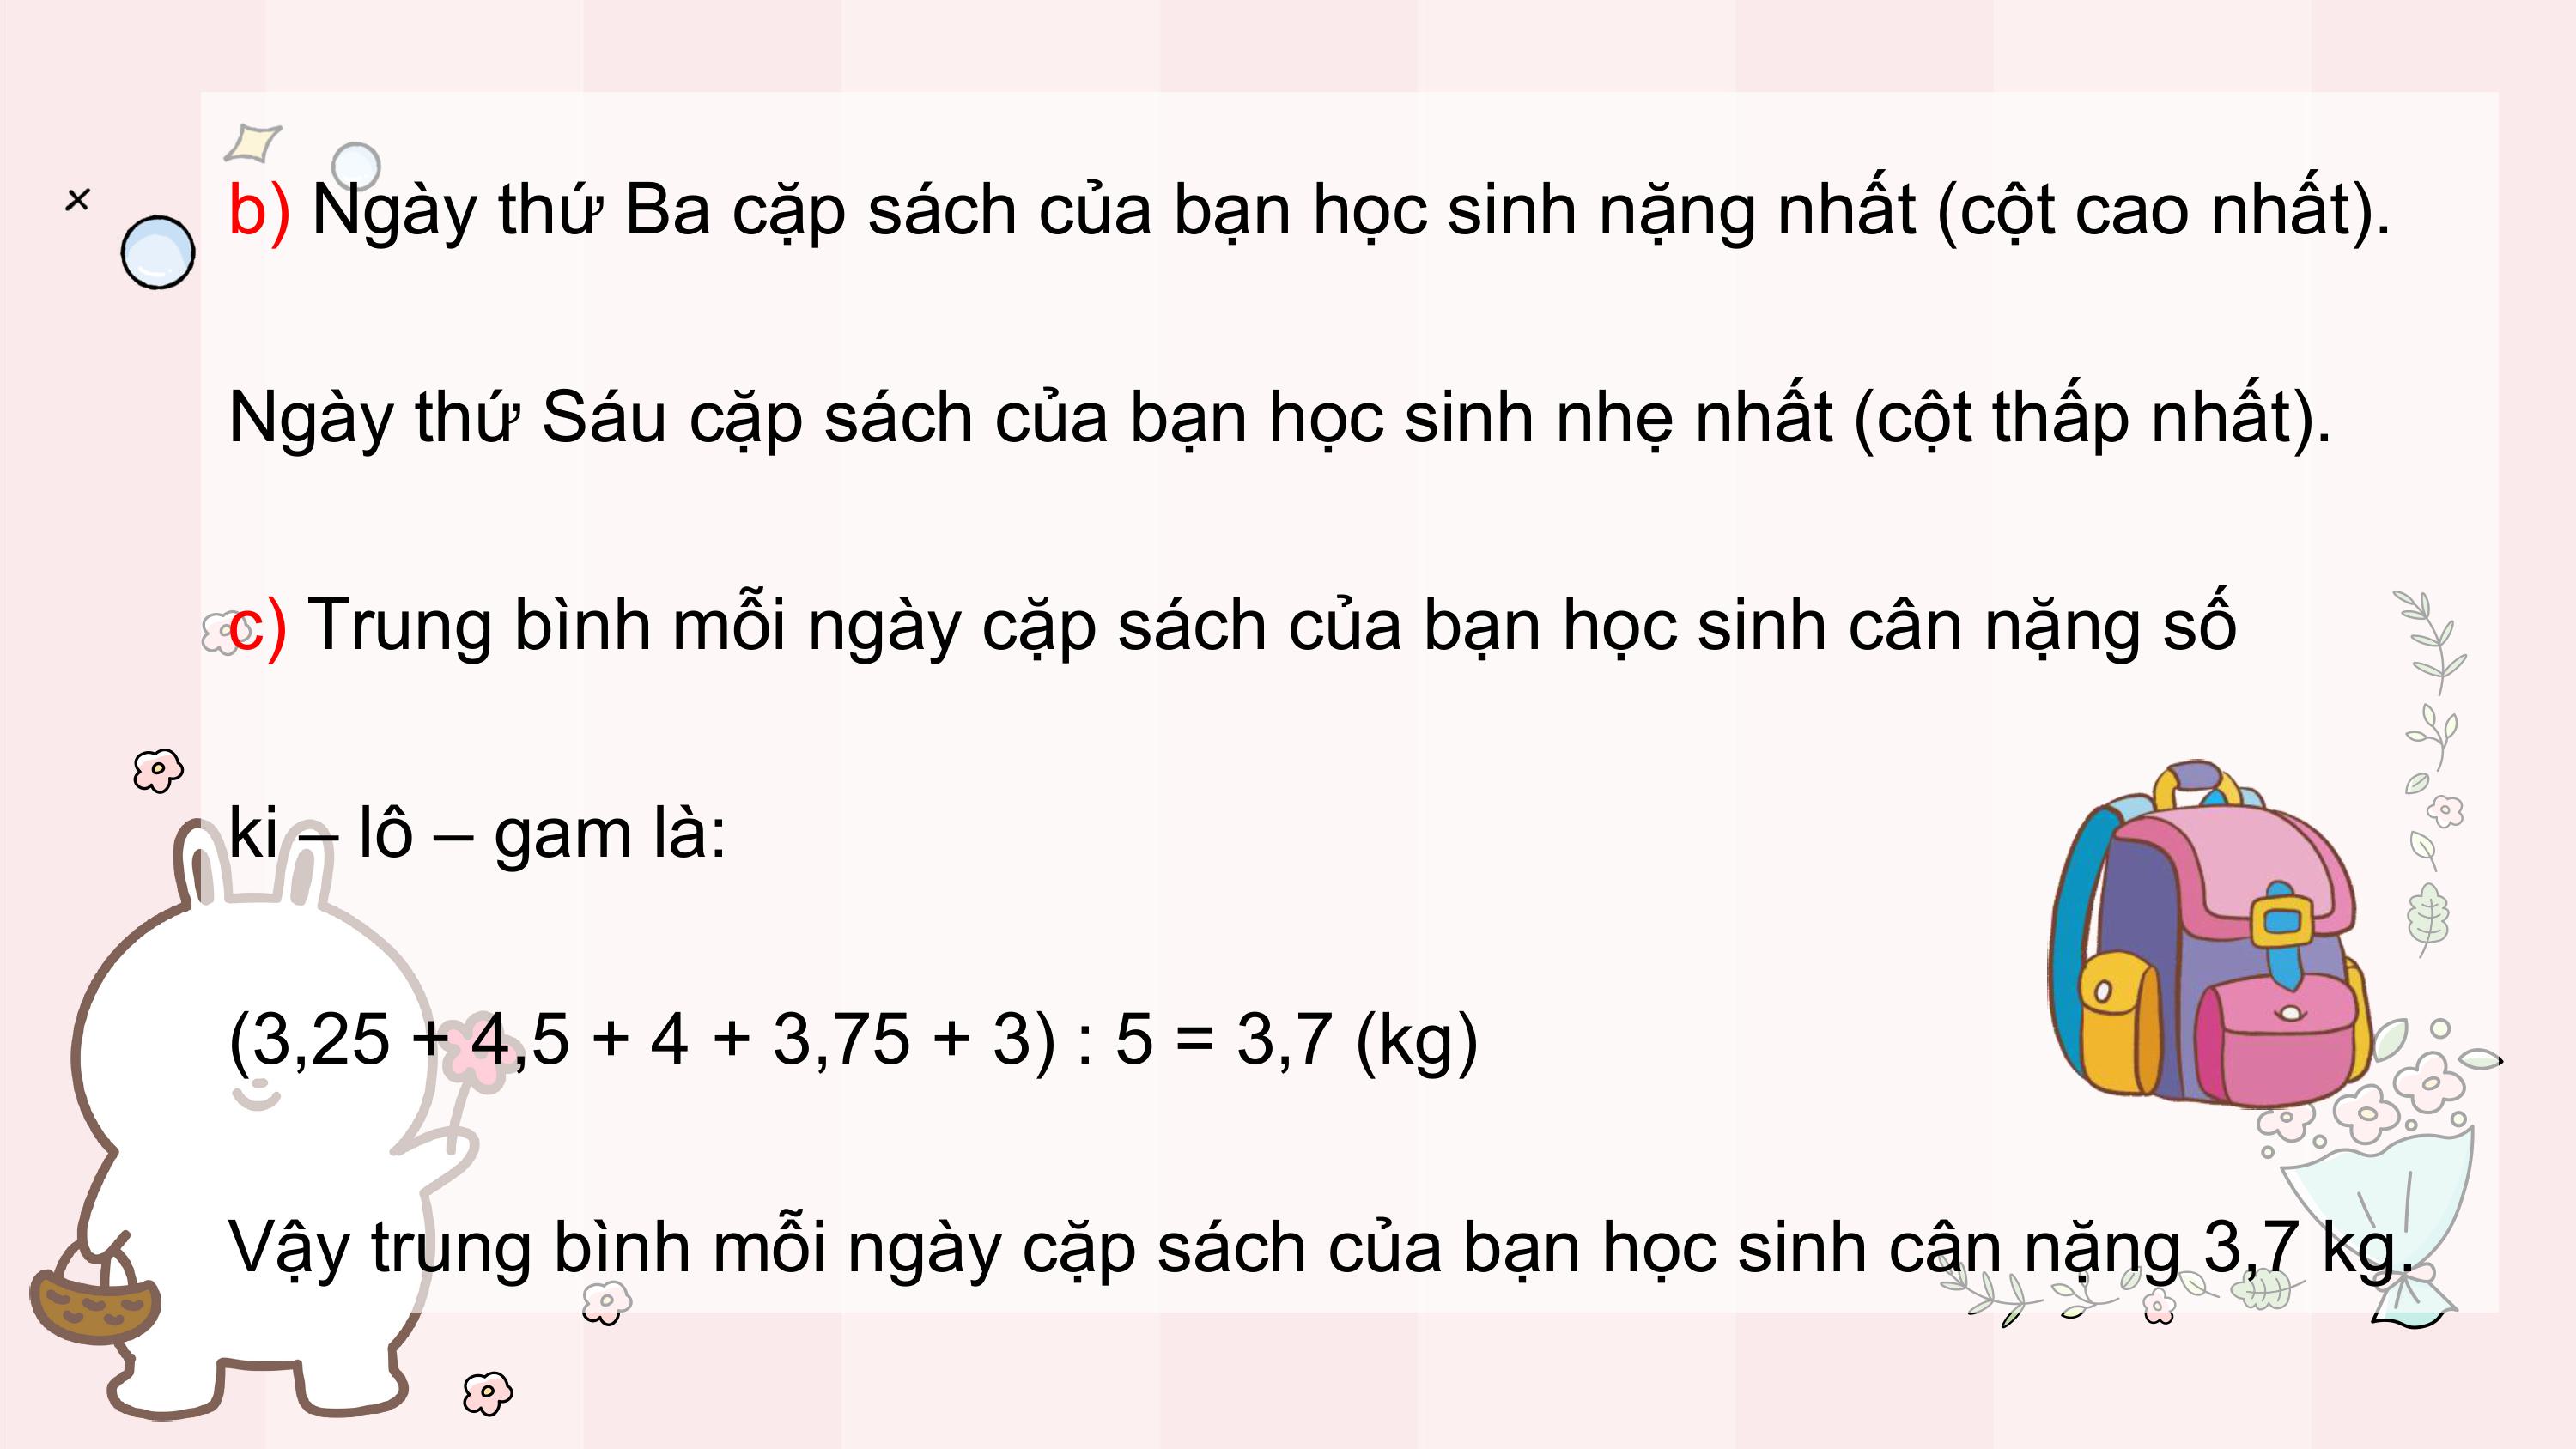 b) Ngày thứ Ba cặp sách của bạn học sinh nặng nhất (cột cao nhất).
Ngày thứ Sáu cặp sách của bạn học sinh nhẹ nhất (cột thấp nhất).
c) Trung bình mỗi ngày cặp sách của bạn học sinh cân nặng số
ki – lô – gam là:
(3,25 + 4,5 + 4 + 3,75 + 3) : 5 = 3,7 (kg)
Vậy trung bình mỗi ngày cặp sách của bạn học sinh cân nặng 3,7 kg.